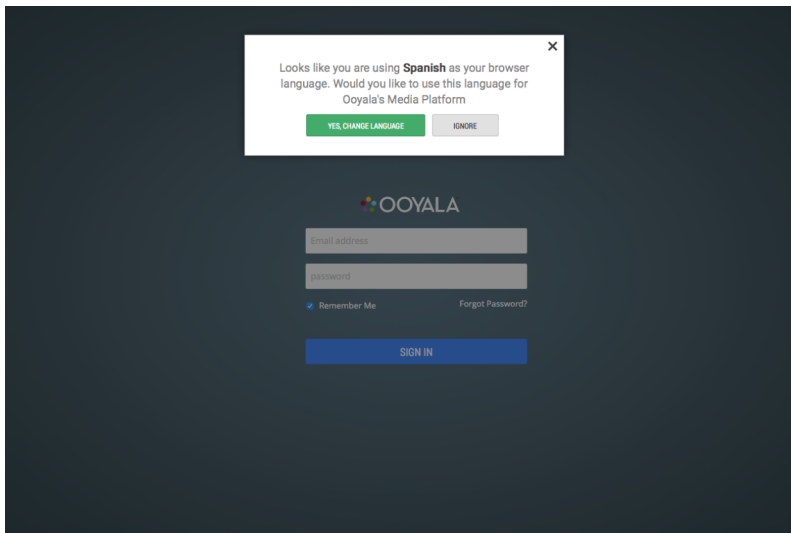 Looks like you are using Spanish as your browser
language. Would you like to use this language for
Ooyala's Media Platform
YES, CHANGE LANGUAGE IGNORE
OOYALA
Email address
password
Remember Me Forgot Password?
SIGN IN